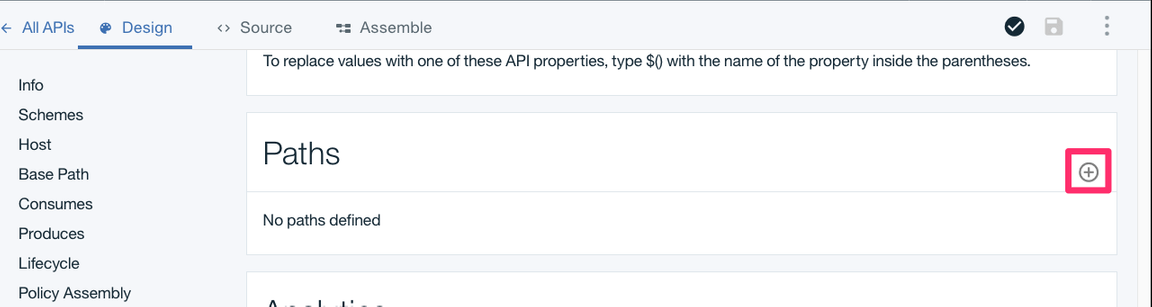 ← All APIs Design <> Source Assemble
To replace values with one of these API properties, type $() with the name of the property inside the parentheses.
Info
Schemes
Host
Base Path
Consumes
Produces
Lifecycle
Policy Assembly
Paths
No paths defined
Analytics